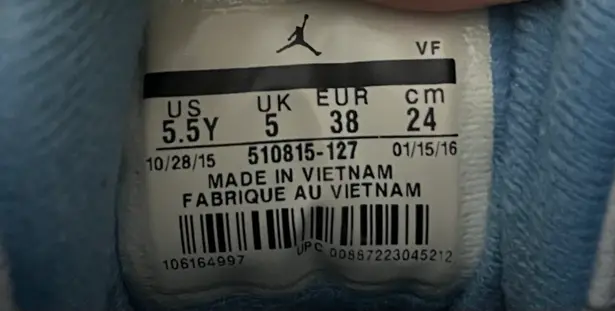 VF
US UK EUR cm
5.5Y 5 38 24
10/28/15 510815-127 01/15/16
MADE IN VIETNAM
FABRIQUE AU VIETNAM
106164997 UPC 00887223045212